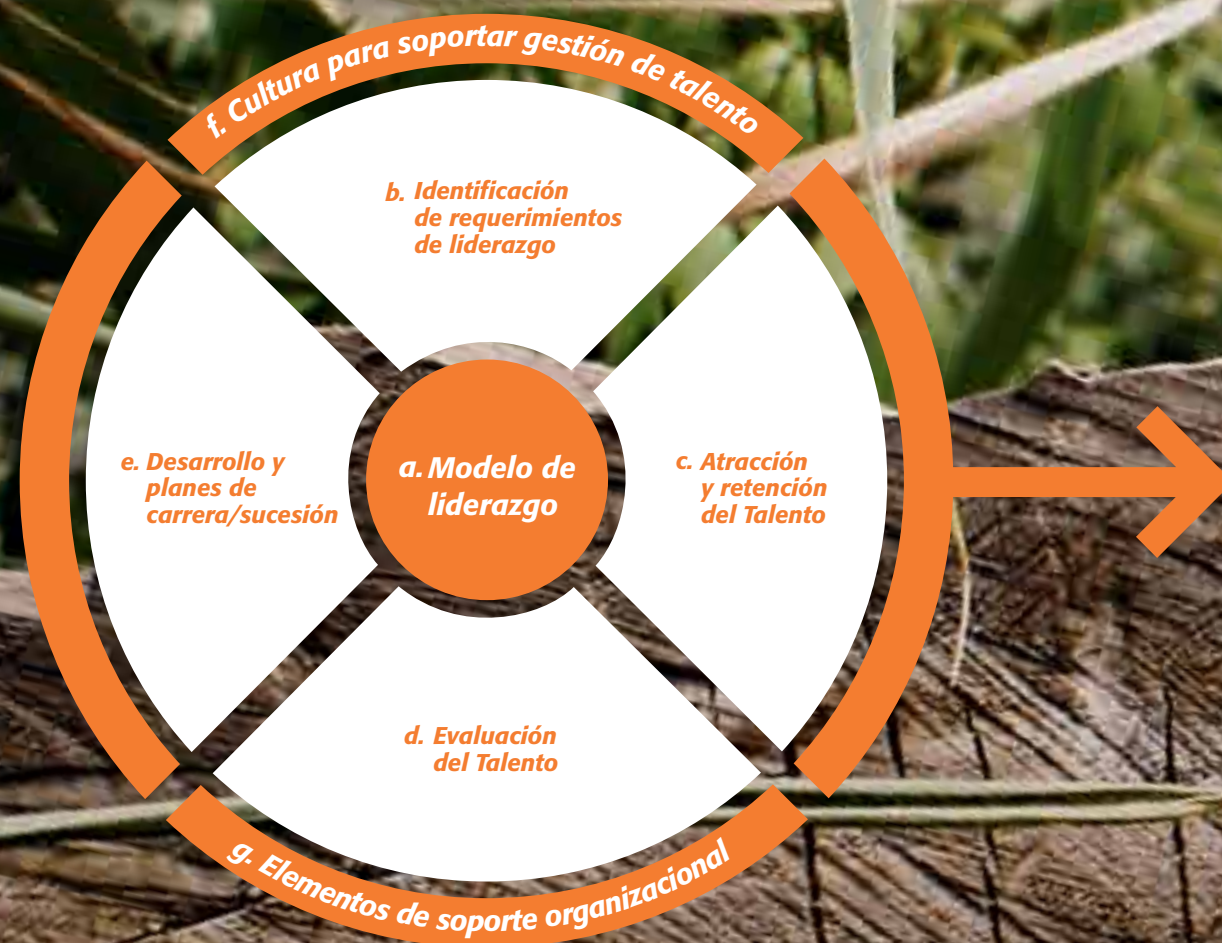 f. Cultura para soportar gestión de talento
b. Identificación
de requerimientos
de liderazgo
e. Desarrollo y
planes de
carrera/sucesión
a. Modelo de
liderazgo
c. Atracción
y retención
del Talento
d. Evaluación
del Talento
g. Elementos de soporte organizacional